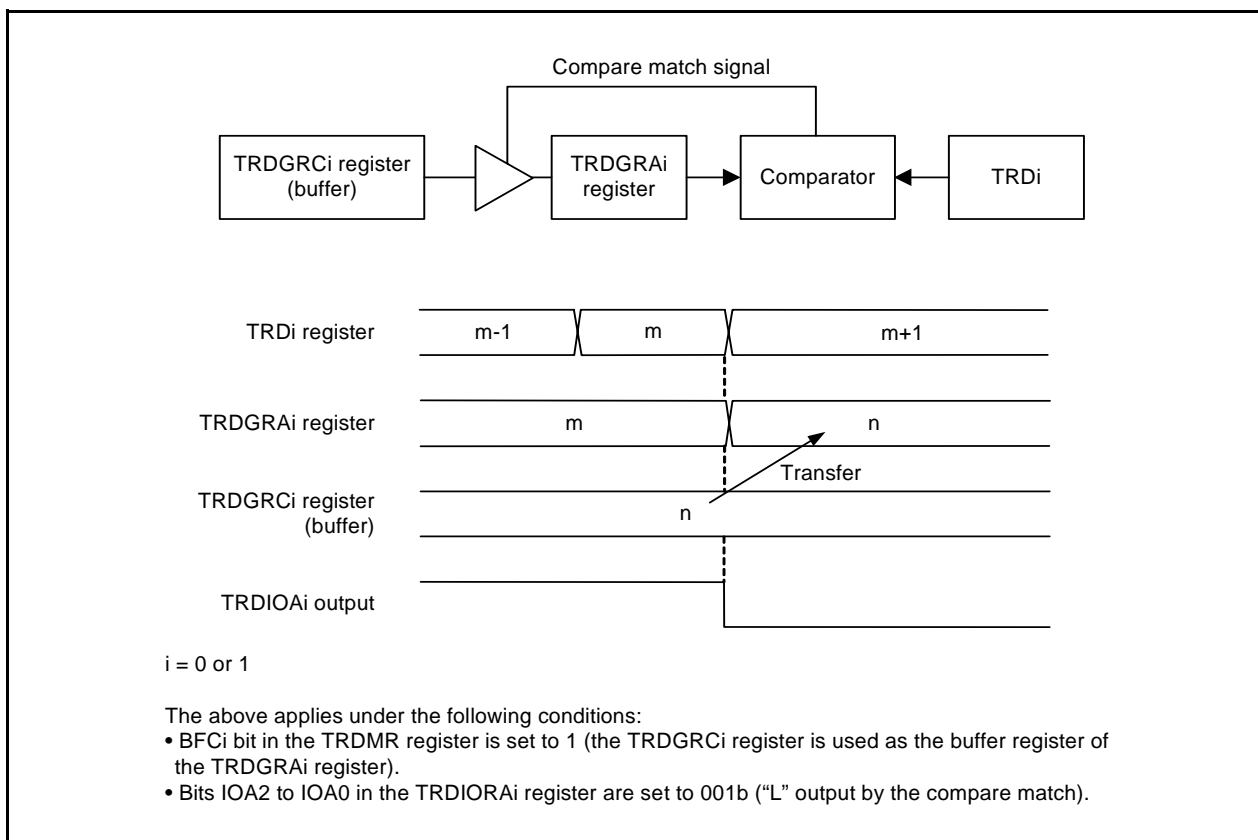 Compare match signal
TRDGRCi register
(buffer)
TRDGRAi
register
Comparator
TRDi
TRDi register
m-1
m
m+1
TRDGRAi register
m
n
Transfer
TRDGRCi register
(buffer)
n
TRDIOAi output
i = 0 or 1
The above applies under the following conditions:
• BFCi bit in the TRDMR register is set to 1 (the TRDGRCi register is used as the buffer register of
the TRDGRAi register).
• Bits IOA2 to IOA0 in the TRDIORAi register are set to 001b (“L” output by the compare match).